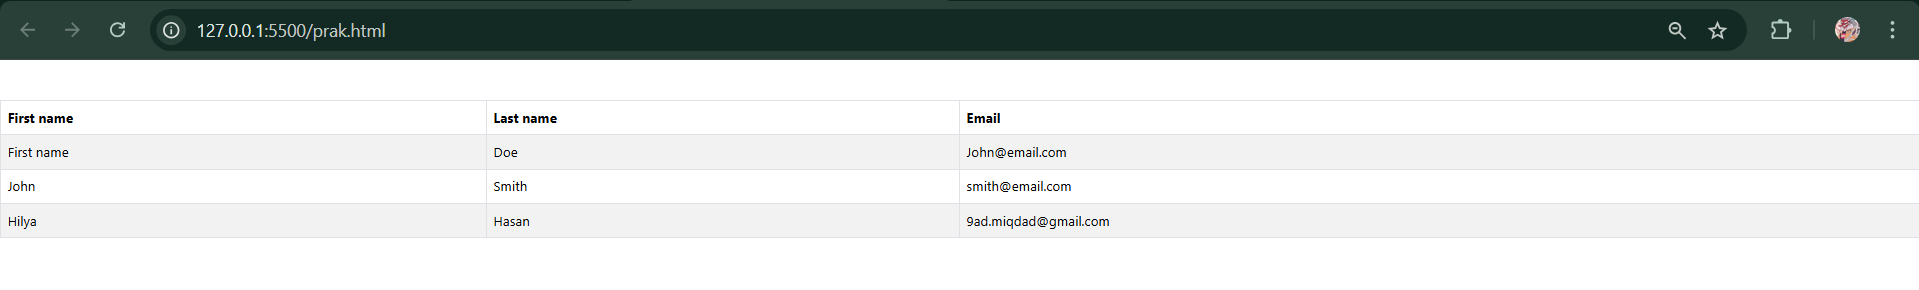 127.0.0.1:5500/prak.html
First name Last name Email
First name Doe John@email.com
John Smith smith@email.com
Hilya Hasan 9ad.miqdad@gmail.com